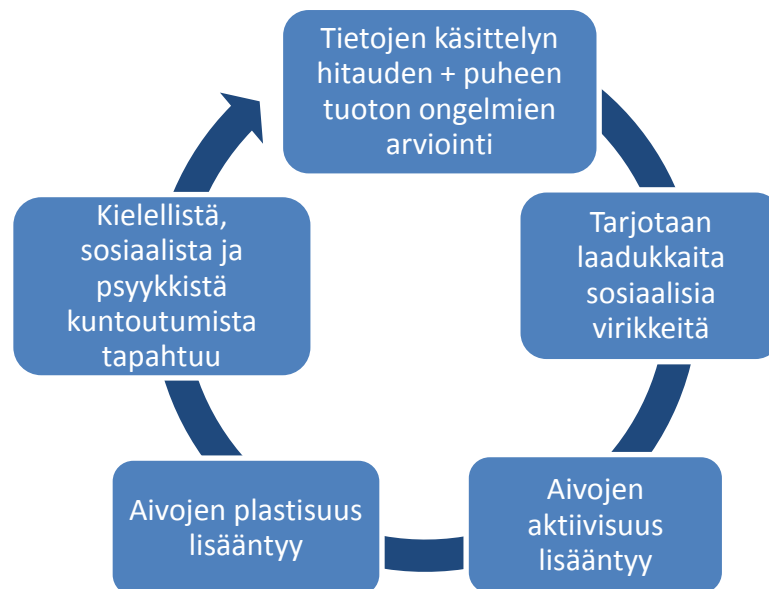 Tietojen käsittelyn
hitauden + puheen
tuoton ongelmien
arviointi
Tarjotaan
laadukkaita
sosiaalisia
virikkeitä
Aivojen
aktiivisuus
lisääntyy
Aivojen plastisuus
lisääntyy
Kielellistä,
sosiaalista ja
psyykkistä
kuntoutumista
tapahtuu